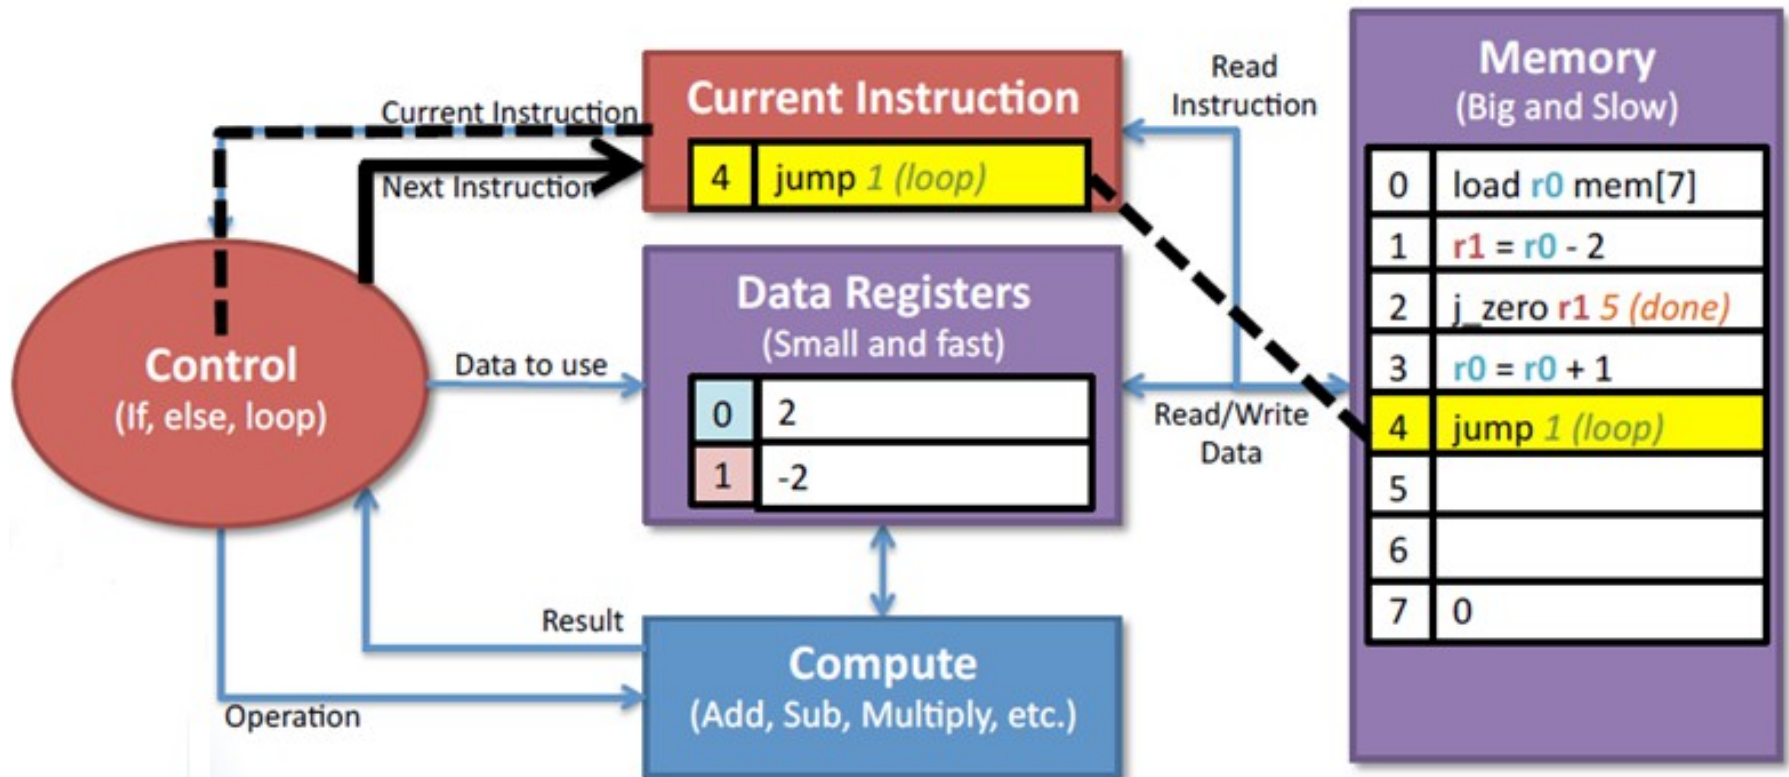 Current Instruction
Next Instruction
Current Instruction
4 jump 1 (loop)
Read
Instruction
Memory
(Big and Slow)
0 load r0 mem[7]
1 r1 = r0 - 2
2 j_zero r1 5 (done)
3 r0 = r0 + 1
4 jump 1 (loop)
5
6
7 0
Control
(If, else, loop)
Data to use
Data Registers
(Small and fast)
0 2
1 -2
Read/Write
Data
Result
Operation
Compute
(Add, Sub, Multiply, etc.)